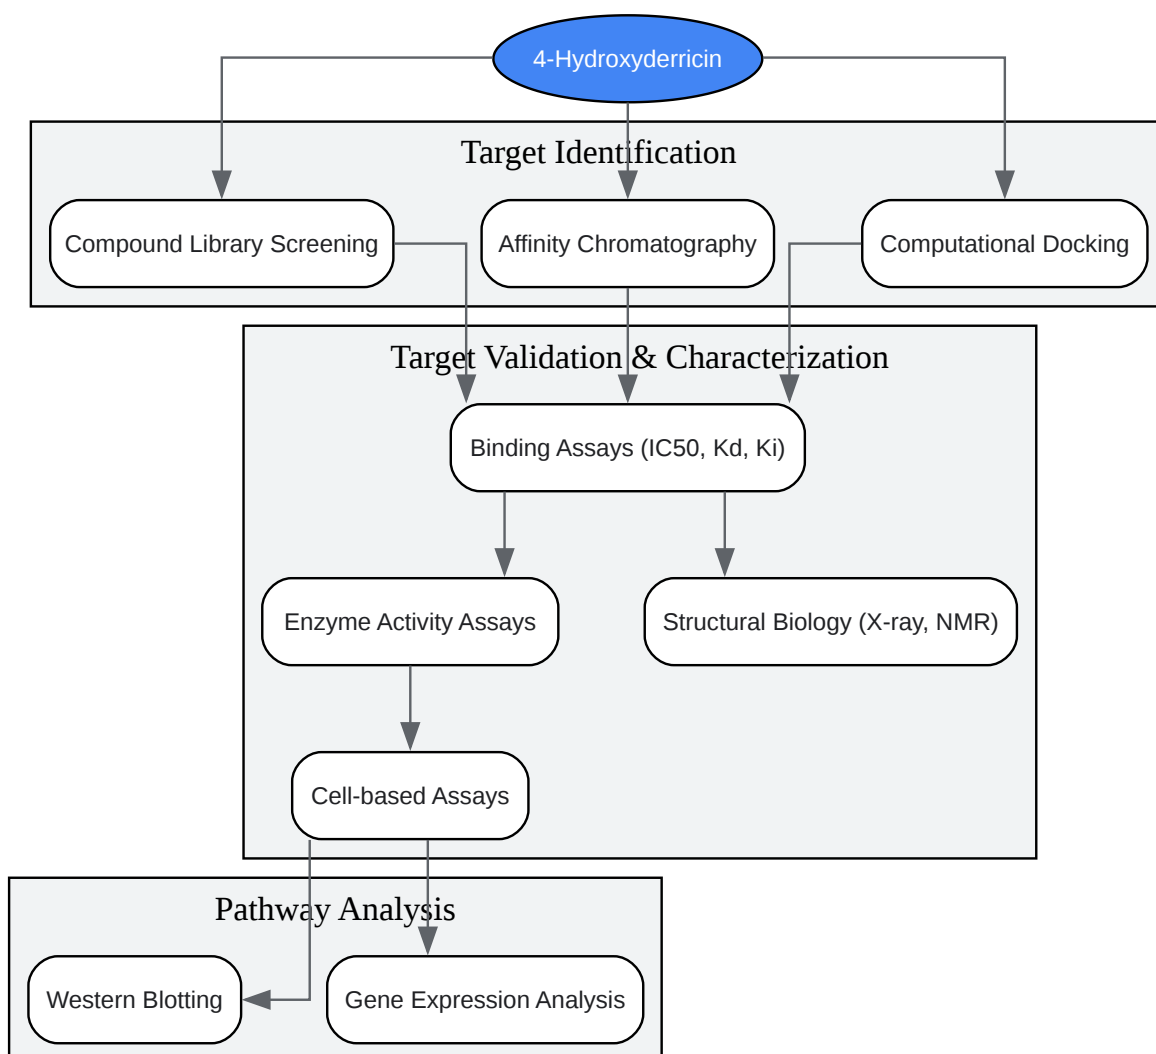 4-Hydroxyderricin
Target Identification
Compound Library Screening
Affinity Chromatography
Computational Docking
Target Validation & Characterization
Binding Assays (IC50, Kd, Ki)
Enzyme Activity Assays
Structural Biology (X-ray, NMR)
Cell-based Assays
Pathway Analysis
Western Blotting
Gene Expression Analysis